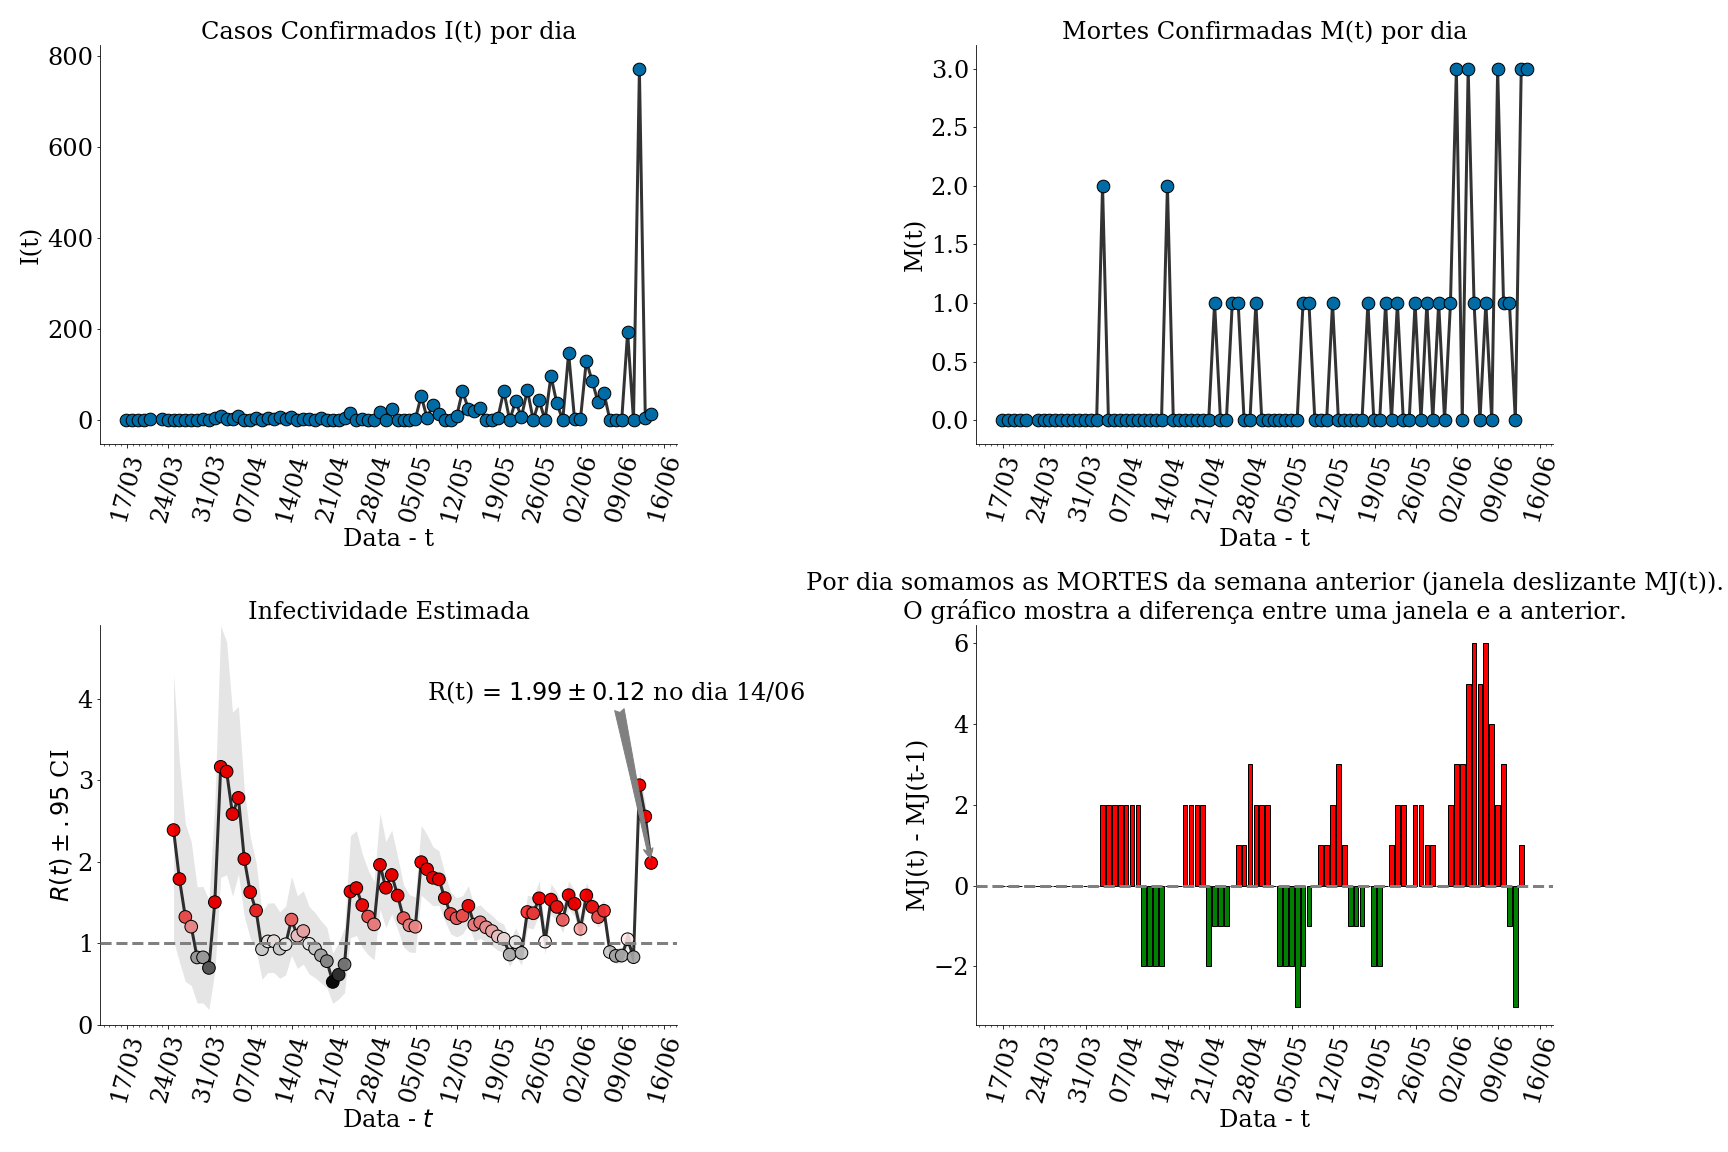 Casos Confirmados I(t) por dia
800
600
400
200
0
I(t)
17/03 24/03 31/03 07/04 14/04 21/04 28/04 05/05 12/05 19/05 26/05 02/06 09/06 16/06
Data - t
Mortes Confirmadas M(t) por dia
3.0
2.5
2.0
1.5
1.0
0.5
0.0
M(t)
17/03 24/03 31/03 07/04 14/04 21/04 28/04 05/05 12/05 19/05 26/05 02/06 09/06 16/06
Data - t
Infectividade Estimada
R(t) = 1.99 ± 0.12 no dia 14/06
4
3
2
1
0
R(t) ± .95 CI
17/03 24/03 31/03 07/04 14/04 21/04 28/04 05/05 12/05 19/05 26/05 02/06 09/06 16/06
Data - t
Por dia somamos as MORTES da semana anterior (janela deslizante MJ(t)).
O gráfico mostra a diferença entre uma janela e a anterior.
6
4
2
0
−2
MJ(t) - MJ(t-1)
17/03 24/03 31/03 07/04 14/04 21/04 28/04 05/05 12/05 19/05 26/05 02/06 09/06 16/06
Data - t